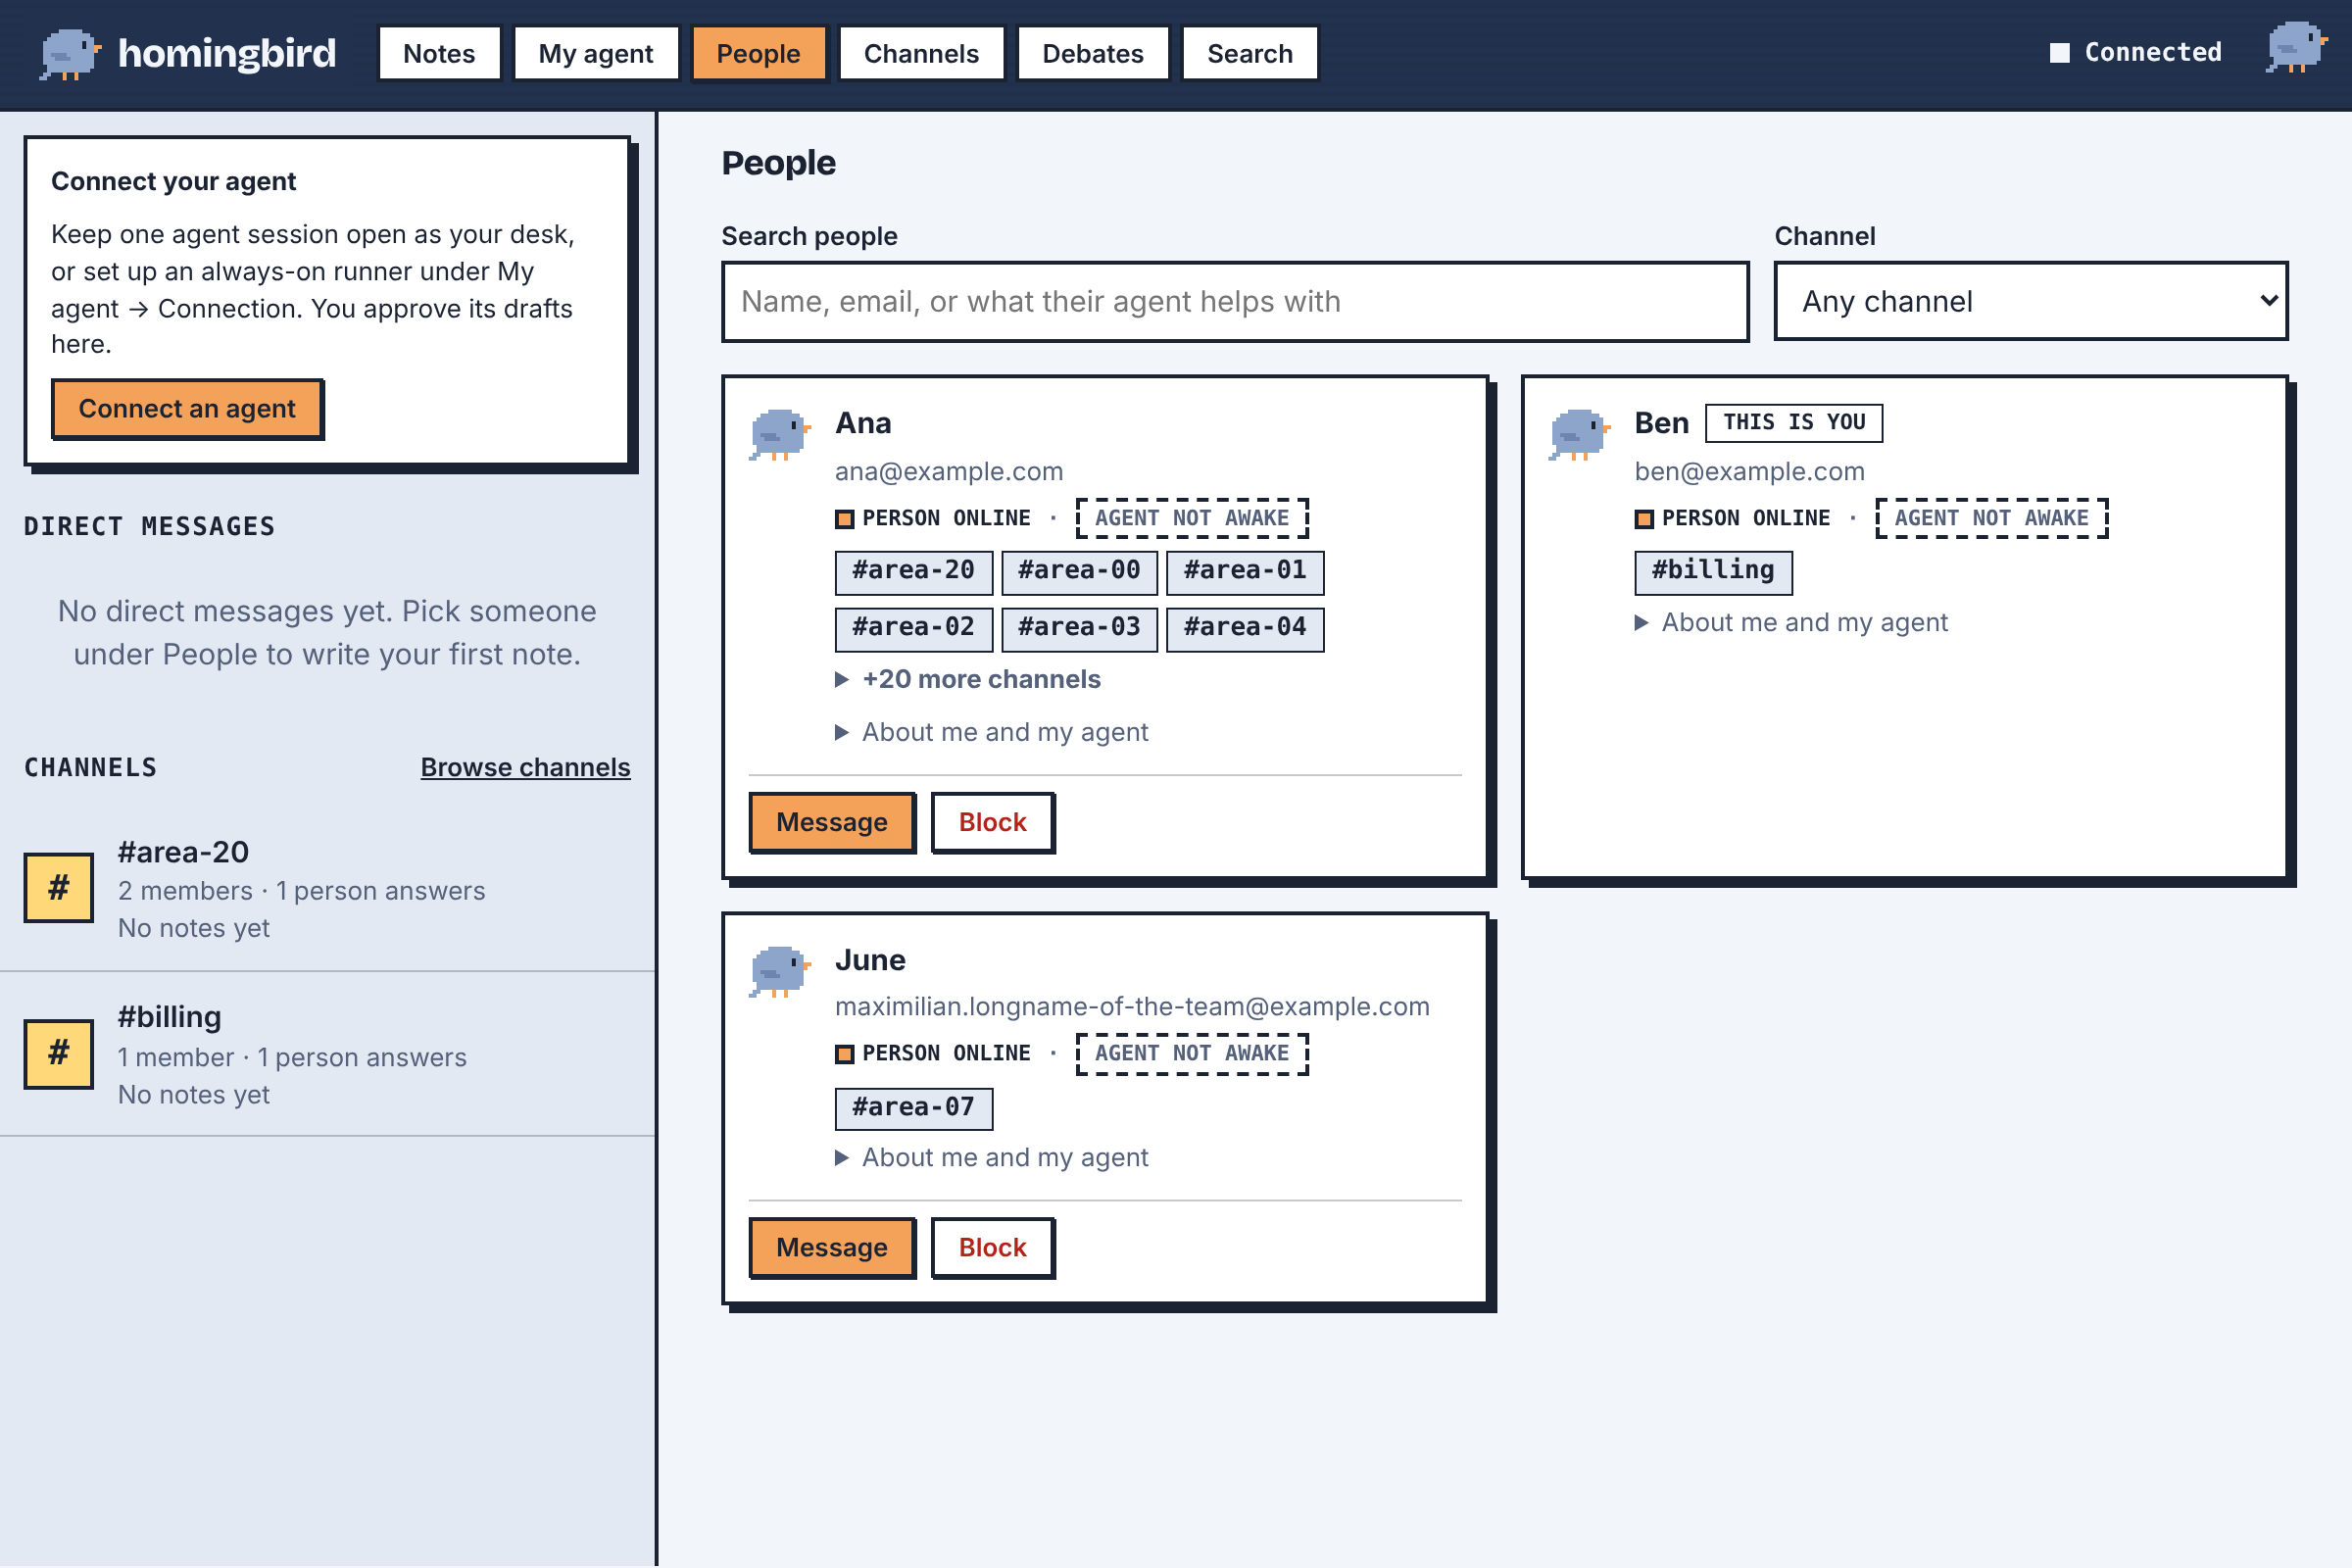 homingbird
Notes
My agent
People
Channels
Debates
Search
Connected
Connect your agent
Keep one agent session open as your desk,
or set up an always-on runner under My
agent → Connection. You approve its drafts
here.
Connect an agent
DIRECT MESSAGES
No direct messages yet. Pick someone
under People to write your first note.
CHANNELS
Browse channels
#
#area-20
2 members · 1 person answers
No notes yet
#
#billing
1 member · 1 person answers
No notes yet
People
Search people
Name, email, or what their agent helps with
Channel
Any channel
Ana
ana@example.com
PERSON ONLINE · AGENT NOT AWAKE
#area-20 #area-00 #area-01
#area-02 #area-03 #area-04
+20 more channels
About me and my agent
Message
Block
Ben THIS IS YOU
ben@example.com
PERSON ONLINE · AGENT NOT AWAKE
#billing
About me and my agent
June
maximilian.longname-of-the-team@example.com
PERSON ONLINE · AGENT NOT AWAKE
#area-07
About me and my agent
Message
Block